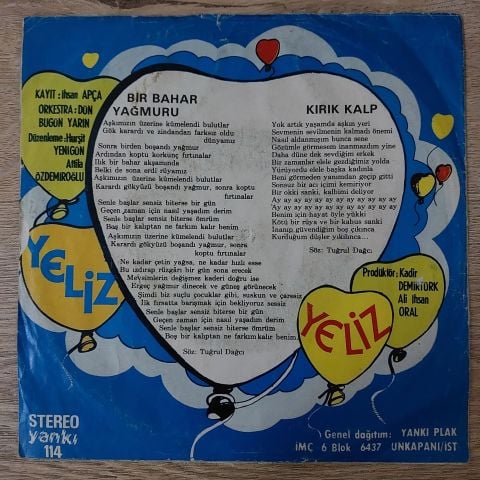 KAYIT : İhsan APÇA
ORKESTRA: DÜN
BUGÜN YARIN
Düzenleme: Hurşit
YENİGÜN
Attila
ÖZDEMİROĞLU
BİR BAHAR
YAĞMURU
Aşkımızın üzerine kümelendi bulutlar
Gök karardı ve zindandan farksız oldu
dünyamız
Sonra birden boşandı yağmur
Ardından koptu korkunç fırtınalar
Ilık bir bahar akşamında
Belki de sona erdi rüyamız
Aşkımızın üzerine kümelendi bulutlar
Karardı gökyüzü boşandı yağmur, sonra koptu
fırtınalar
Senle başlar sensiz biterse bir gün
Geçen zaman için nasıl yaşadım derim
Senle başlar sensiz biterse ömrüm
Boş bir kalıptan ne farkım kalır benim
Aşkımızın üzerine kümelendi bulutlar
Karardı gökyüzü boşandı yağmur, sonra
koptu fırtınalar
Ne kadar çetin yağsa, ne kadar hızlı esse
Bu ızdırap rüzgârı bir gün sona erecek
Mevsimlerin değişmez kaderi doğru ise
Ergeç yağmur dinecek ve güneş görünecek
Şimdi biz suçlu çocuklar gibi, suskun ve çaresiz
İlk fırsatta barışmak için bekliyoruz sessiz
Senle başlar sensiz biterse bir gün
Geçen zaman için nasıl yaşadım derim
Senle başlar sensiz biterse ömrüm
Boş bir kalıptan ne farkım kalır benim.
Söz: Tuğrul Dağcı
KIRIK KALP
Yok artık yaşamda aşkın yeri
Sevmenin sevilmenin kalmadı önemi
Nasıl aldanmışım bunca sene
Gözümle görmesem inanmazdım yine
Daha düne dek sevdiğim erkek
Bir zamanlar elele gezdiğimiz yolda
Yürüyordu elele başka kadınla
Beni görmeden yanımdan geçip gitti
Sonsuz bir acı içimi kemiriyor
Bir okki sanki, kalbimi deliyor
'Ay ay ay ay ay ay ay ay ay ay ay ay
'Ay ay ay ay ay ay ay ay ay ay ay ay
Benim için hayat öyle yüklü
Kötü bir rüya ve bir kabus sanki
İnanıp güvendiğim boş çıkınca
Kurduğum düşler yıkılınca...
Söz: Tuğrul Dağcı.
YELİZ
YELİZ
Prodüktör: Kadir
DEMİRTÜRK
Ali İhsan
ORAL
STEREO
yankı
114
Genel dağıtım: YANKI PLAK
İMÇ 6 Blok 6437 UNKAPANI/İST